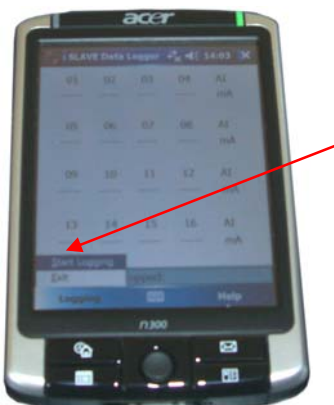 acer
SLAVE Data Logger 14:03
01 02 03 04 AI
mA
05 06 07 08 AI
mA
09 10 11 12 AI
mA
13 14 15 16 AI
mA
Start Logging
Exit
Logging Help
n300